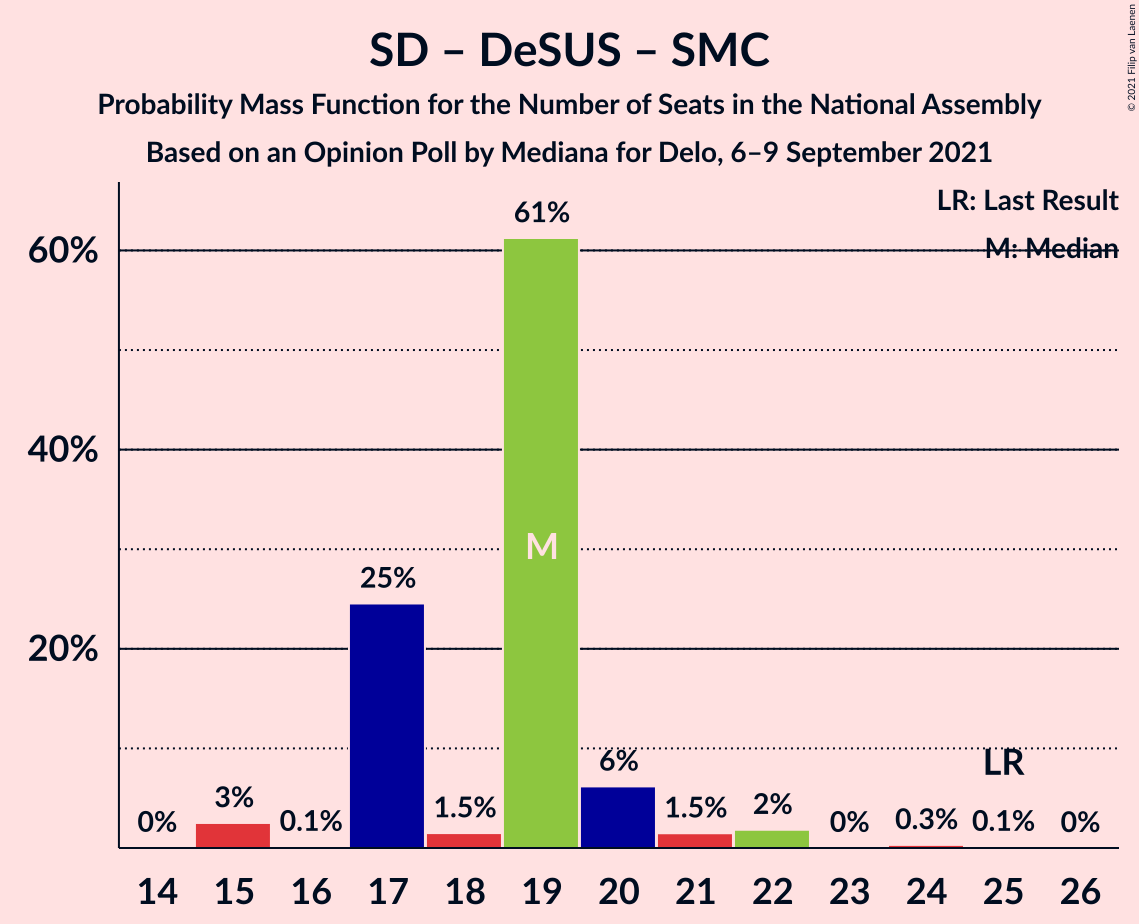 SD – DeSUS – SMC
Probability Mass Function for the Number of Seats in the National Assembly
Based on an Opinion Poll by Mediana for Delo, 6–9 September 2021
© 2021 Filip van Laenen
LR: Last Result
M: Median
60%
40%
20%
0%
3%
0.1%
25%
1.5%
61%
M
6%
1.5%
2%
0%
0.3%
LR
0.1%
0%
14 15 16 17 18 19 20 21 22 23 24 25 26